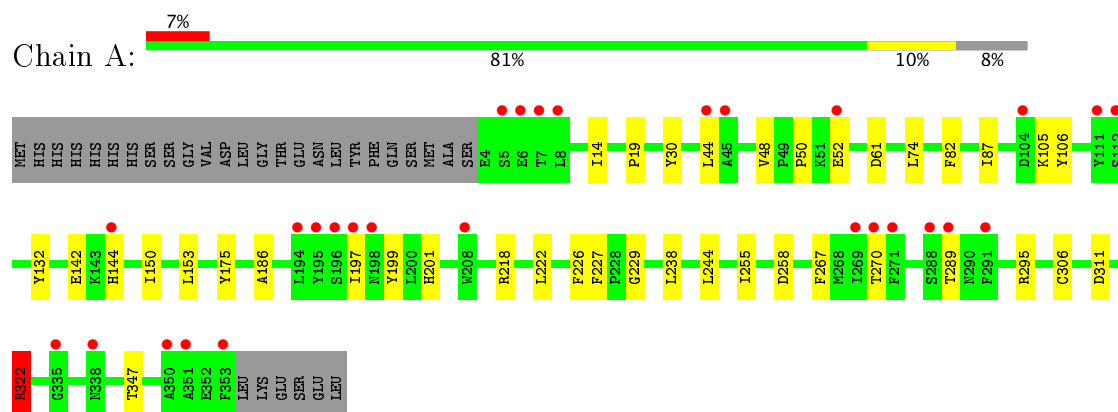 7%
Chain A:
81% 10% 8%
MET HIS HIS HIS HIS HIS HIS SER SER GLY VAL ASP LEU GLY THR GLU ASN LEU TYR PHE GLN SER MET ALA SER E4 S5 E6 T7 L8 I14 P19 Y30 L44 A45 V48 P49 P50 K51 E52 D61 L74 F82 I87 D104 K105 Y106 Y111 S112
Y132 E142 K143 H144 I150 L153 Y175 A186 L194 Y195 S196 I197 N198 Y199 L200 H201 W208 R218 L222 F226 F227 P228 G229 L238 L244 I255 D258 F267 M268 I269 T270 F271 S288 T289 N290 F291 R295 C306 D311
R322 G335 N338 T347 A350 A351 E352 F353 LEU LYS GLU SER GLU LEU